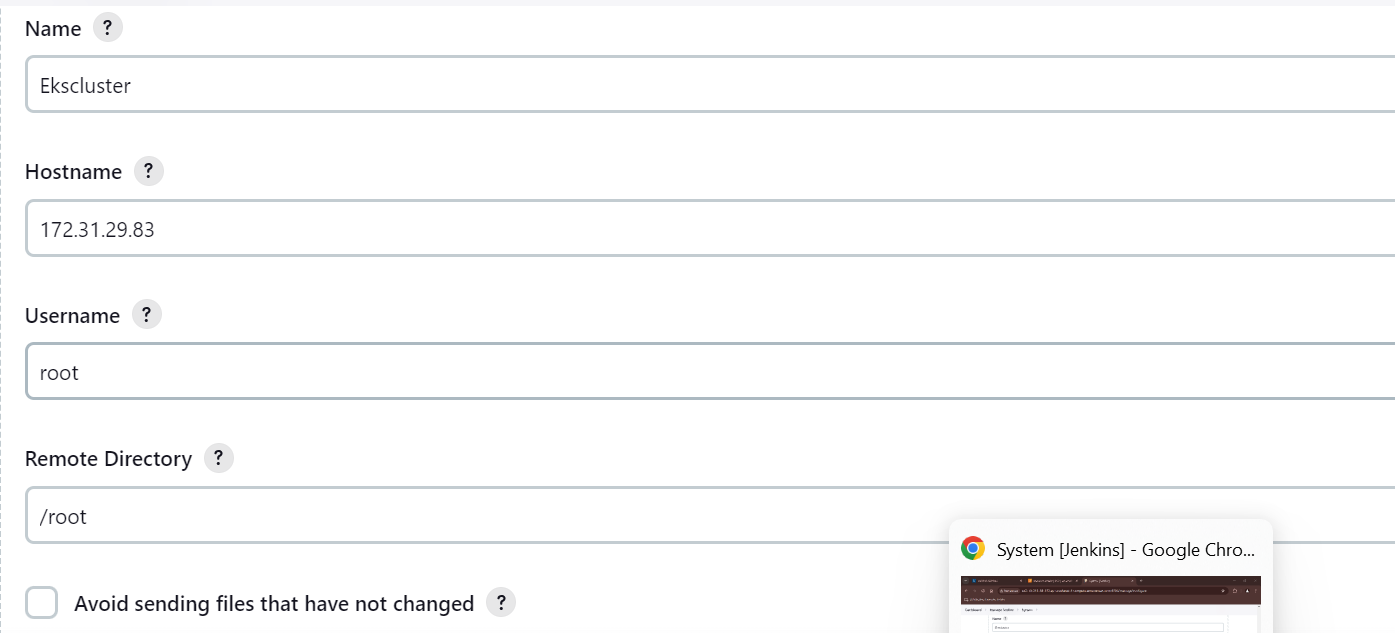 Name ?
Ekscluster
Hostname ?
172.31.29.83
Username ?
root
Remote Directory ?
/root
System [Jenkins] - Google Chro...
Avoid sending files that have not changed ?